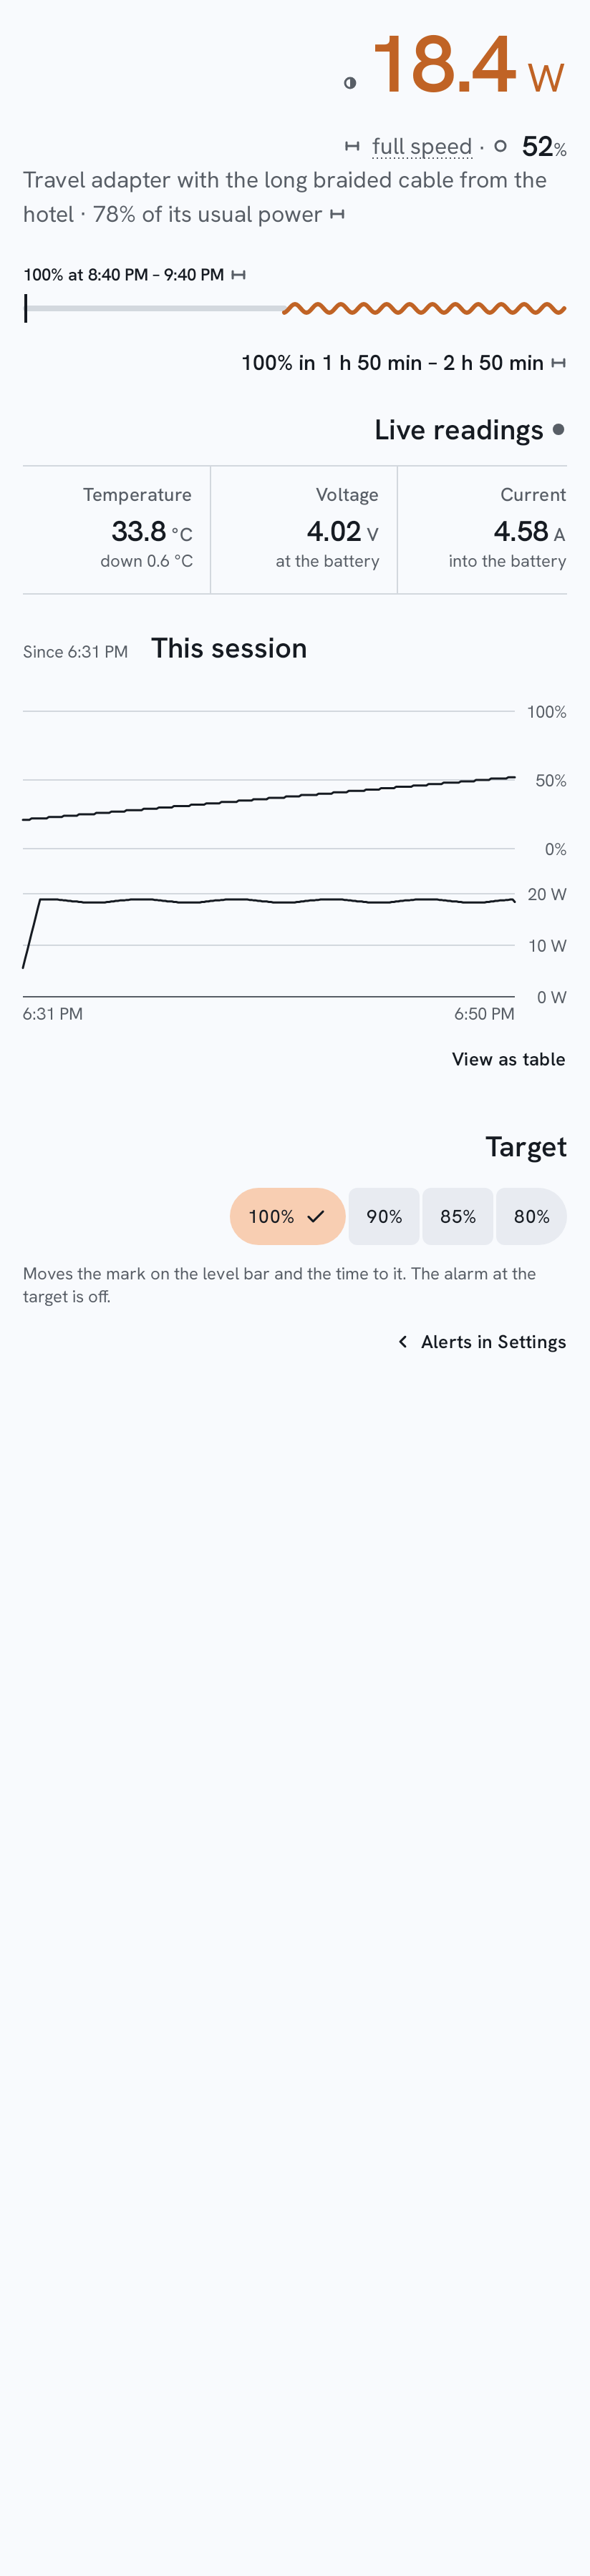 18.4 W
full speed · 52%
Travel adapter with the long braided cable from the
hotel · 78% of its usual power
100% at 8:40 PM – 9:40 PM
100% in 1 h 50 min – 2 h 50 min
Live readings
Temperature
33.8 °C
down 0.6 °C
Voltage
4.02 V
at the battery
Current
4.58 A
into the battery
Since 6:31 PM This session
100%
50%
0%
20 W
10 W
0 W
6:31 PM 6:50 PM
View as table
Target
100% 90% 85% 80%
Moves the mark on the level bar and the time to it. The alarm at the
target is off.
Alerts in Settings